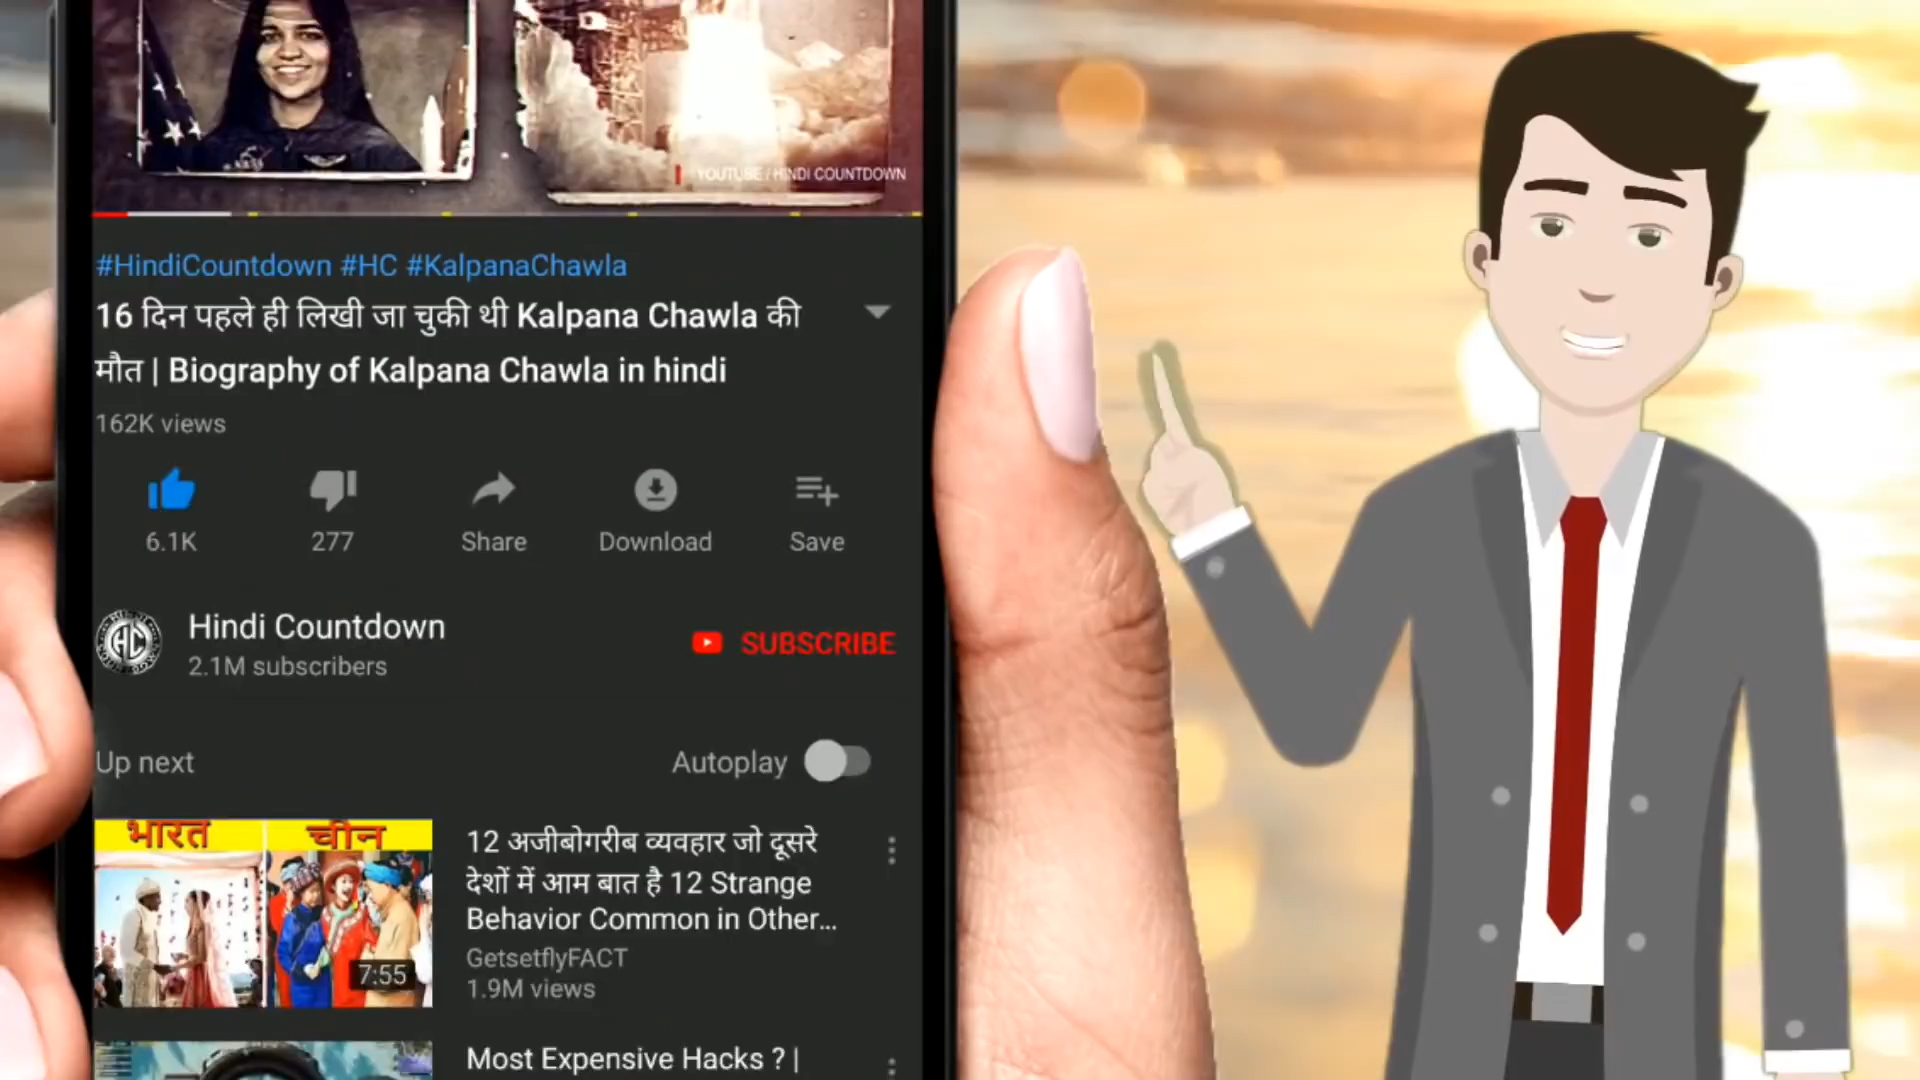 NASA
YOUTUBE / HINDI COUNTDOWN
#HindiCountdown #HC #KalpanaChawla
16 दिन पहले ही लिखी जा चुकी थी Kalpana Chawla की
मौत | Biography of Kalpana Chawla in hindi
162K views
6.1K
277
Share
Download
Save
HC
Hindi Countdown
2.1M subscribers
SUBSCRIBE
Up next
Autoplay
भारत
चीन
7:55
12 अजीबोगरीब व्यवहार जो दूसरे
देशों में आम बात है 12 Strange
Behavior Common in Other...
GetsetflyFACT
1.9M views
Most Expensive Hacks ? |